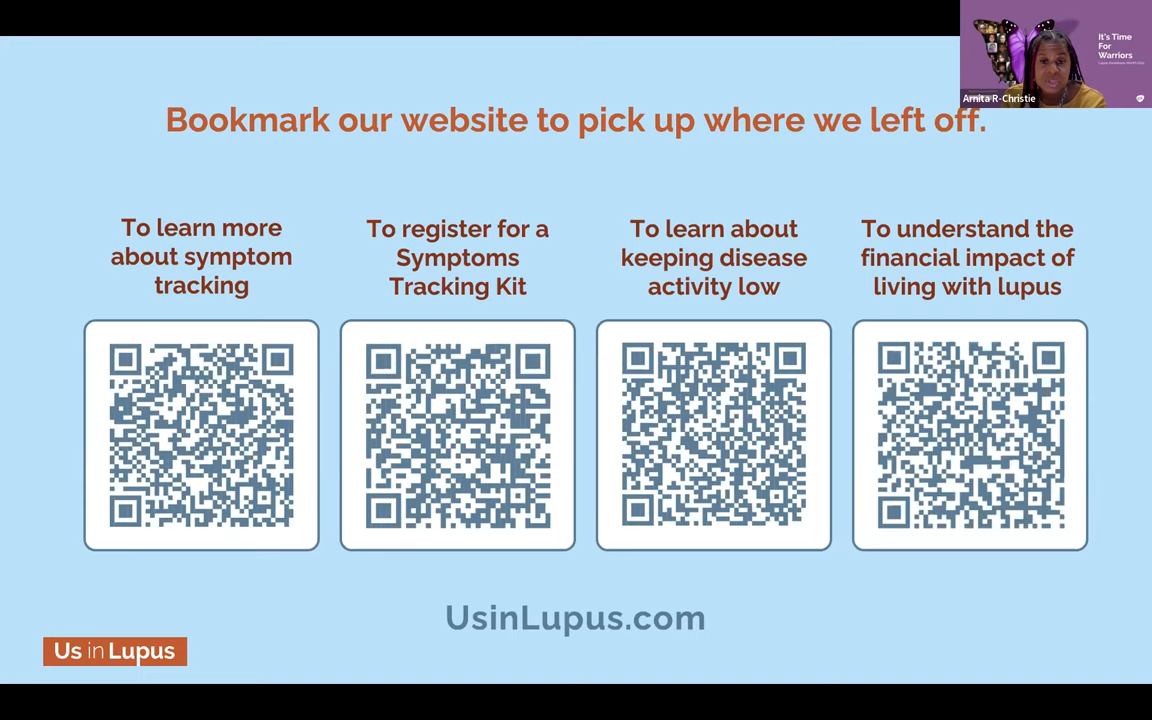 It's Time
For
Warriors
Arnita R-Christie
Bookmark our website to pick up where we left off.
To learn more
about symptom
tracking
To register for a
Symptoms
Tracking Kit
To learn about
keeping disease
activity low
To understand the
financial impact of
living with lupus
UsinLupus.com
Us in Lupus